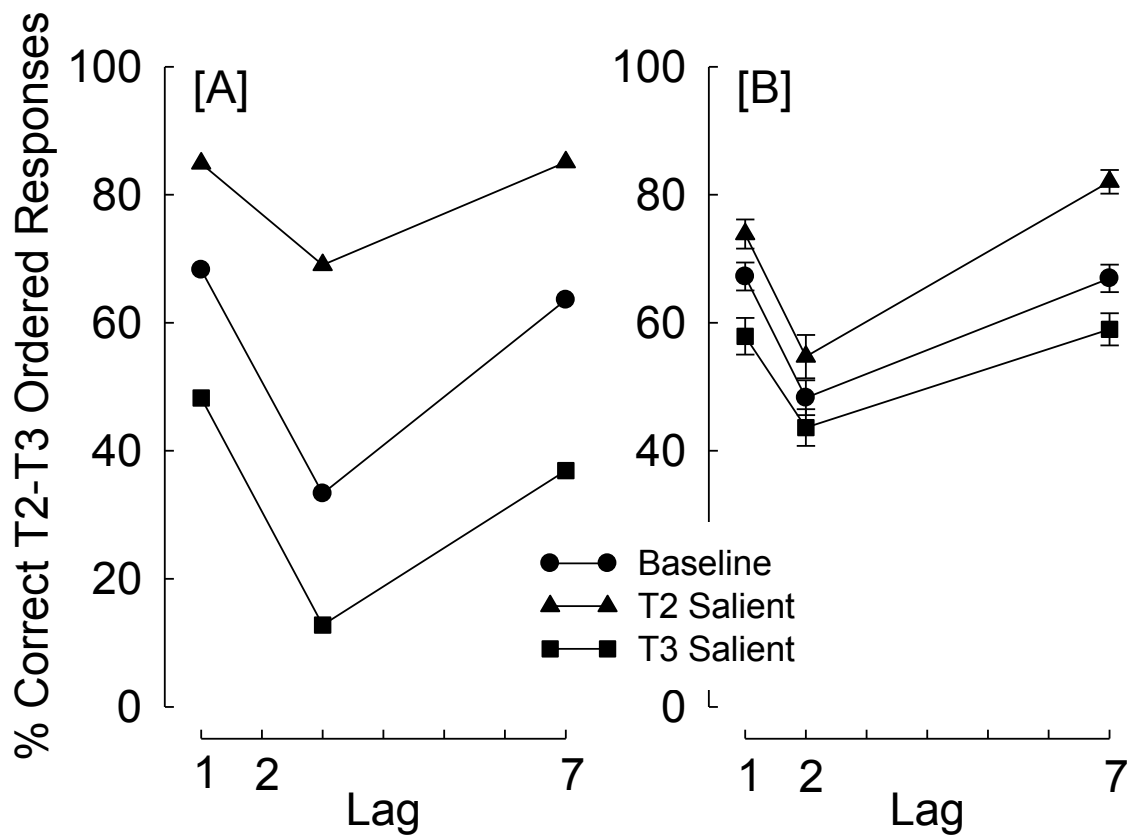 % Correct T2-T3 Ordered Responses
[A]
100
80
60
40
20
0
1 2 7
Lag
[B]
100
80
60
40
0
1 2 7
Lag
Baseline
T2 Salient
T3 Salient